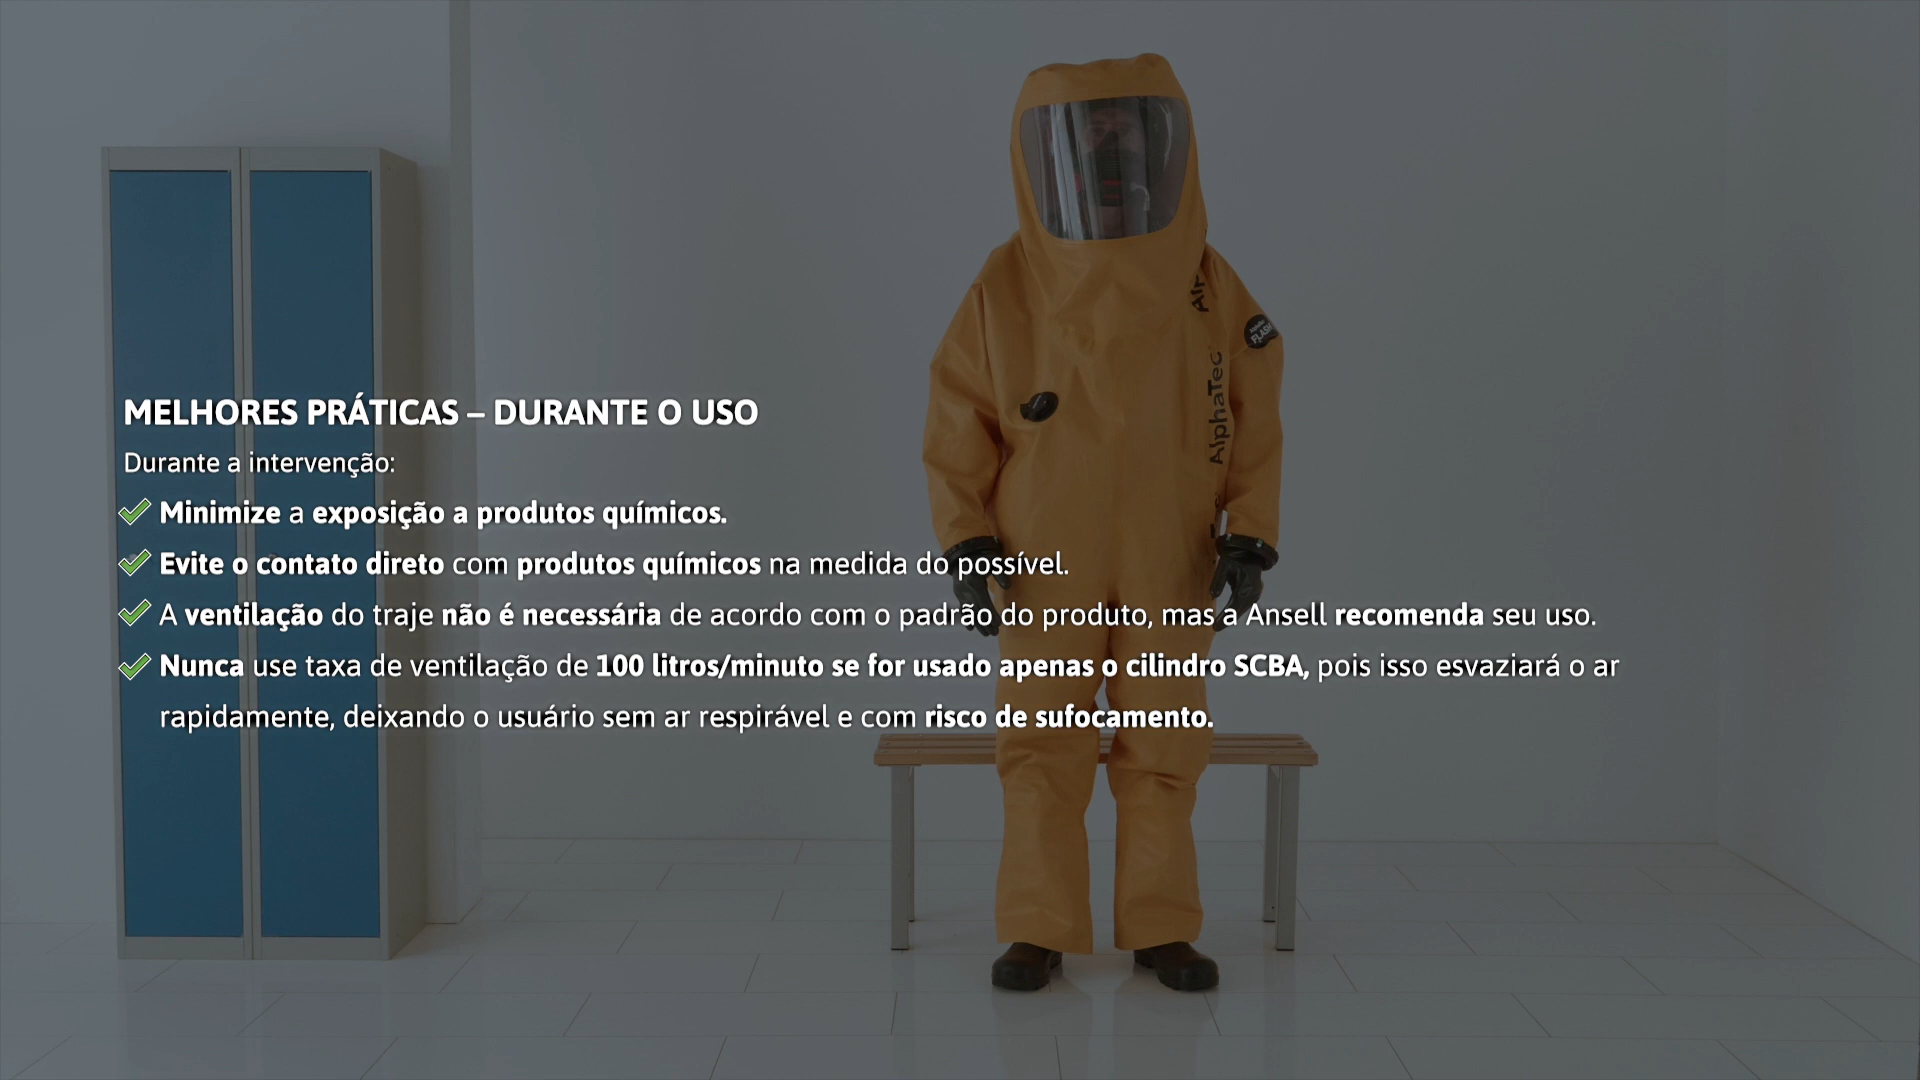 MELHORES PRÁTICAS – DURANTE O USO
Durante a intervenção:
Minimize a exposição a produtos químicos.
Evite o contato direto com produtos químicos na medida do possível.
A ventilação do traje não é necessária de acordo com o padrão do produto, mas a Ansell recomenda seu uso.
Nunca use taxa de ventilação de 100 litros/minuto se for usado apenas o cilindro SCBA, pois isso esvaziará o ar
rapidamente, deixando o usuário sem ar respirável e com risco de sufocamento.
AlphaTec
FLASH